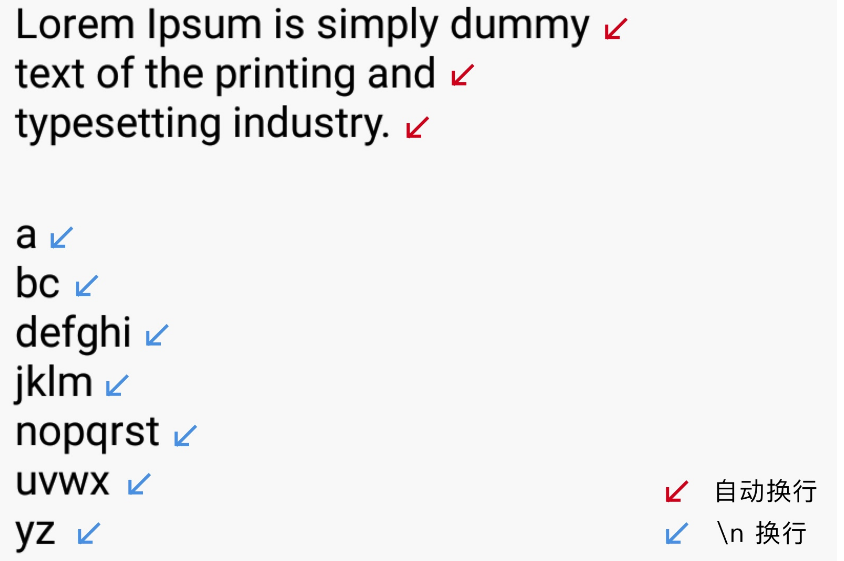 Lorem Ipsum is simply dummy
text of the printing and
typesetting industry.
a
bc
defghi
jklm
nopqrst
uvwx
yz
自动换行
\n 换行